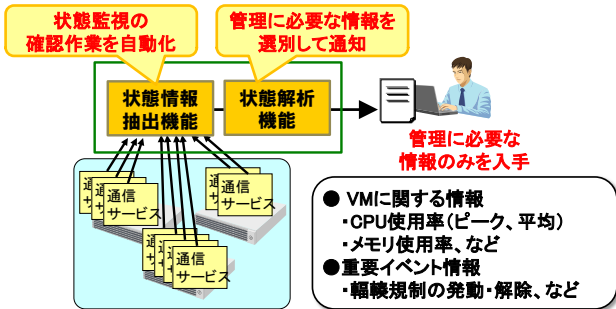 状態監視の
確認作業を自動化
管理に必要な情報を
選別して通知
状態情報
抽出機能
状態解析
機能
管理に必要な
情報のみを入手
通
サ
通信
サービス
通信
サービス
通信
サービス
● VMに関する情報
・CPU使用率(ピーク、平均)
・メモリ使用率、など
●重要イベント情報
・輻輳規制の発動・解除、など